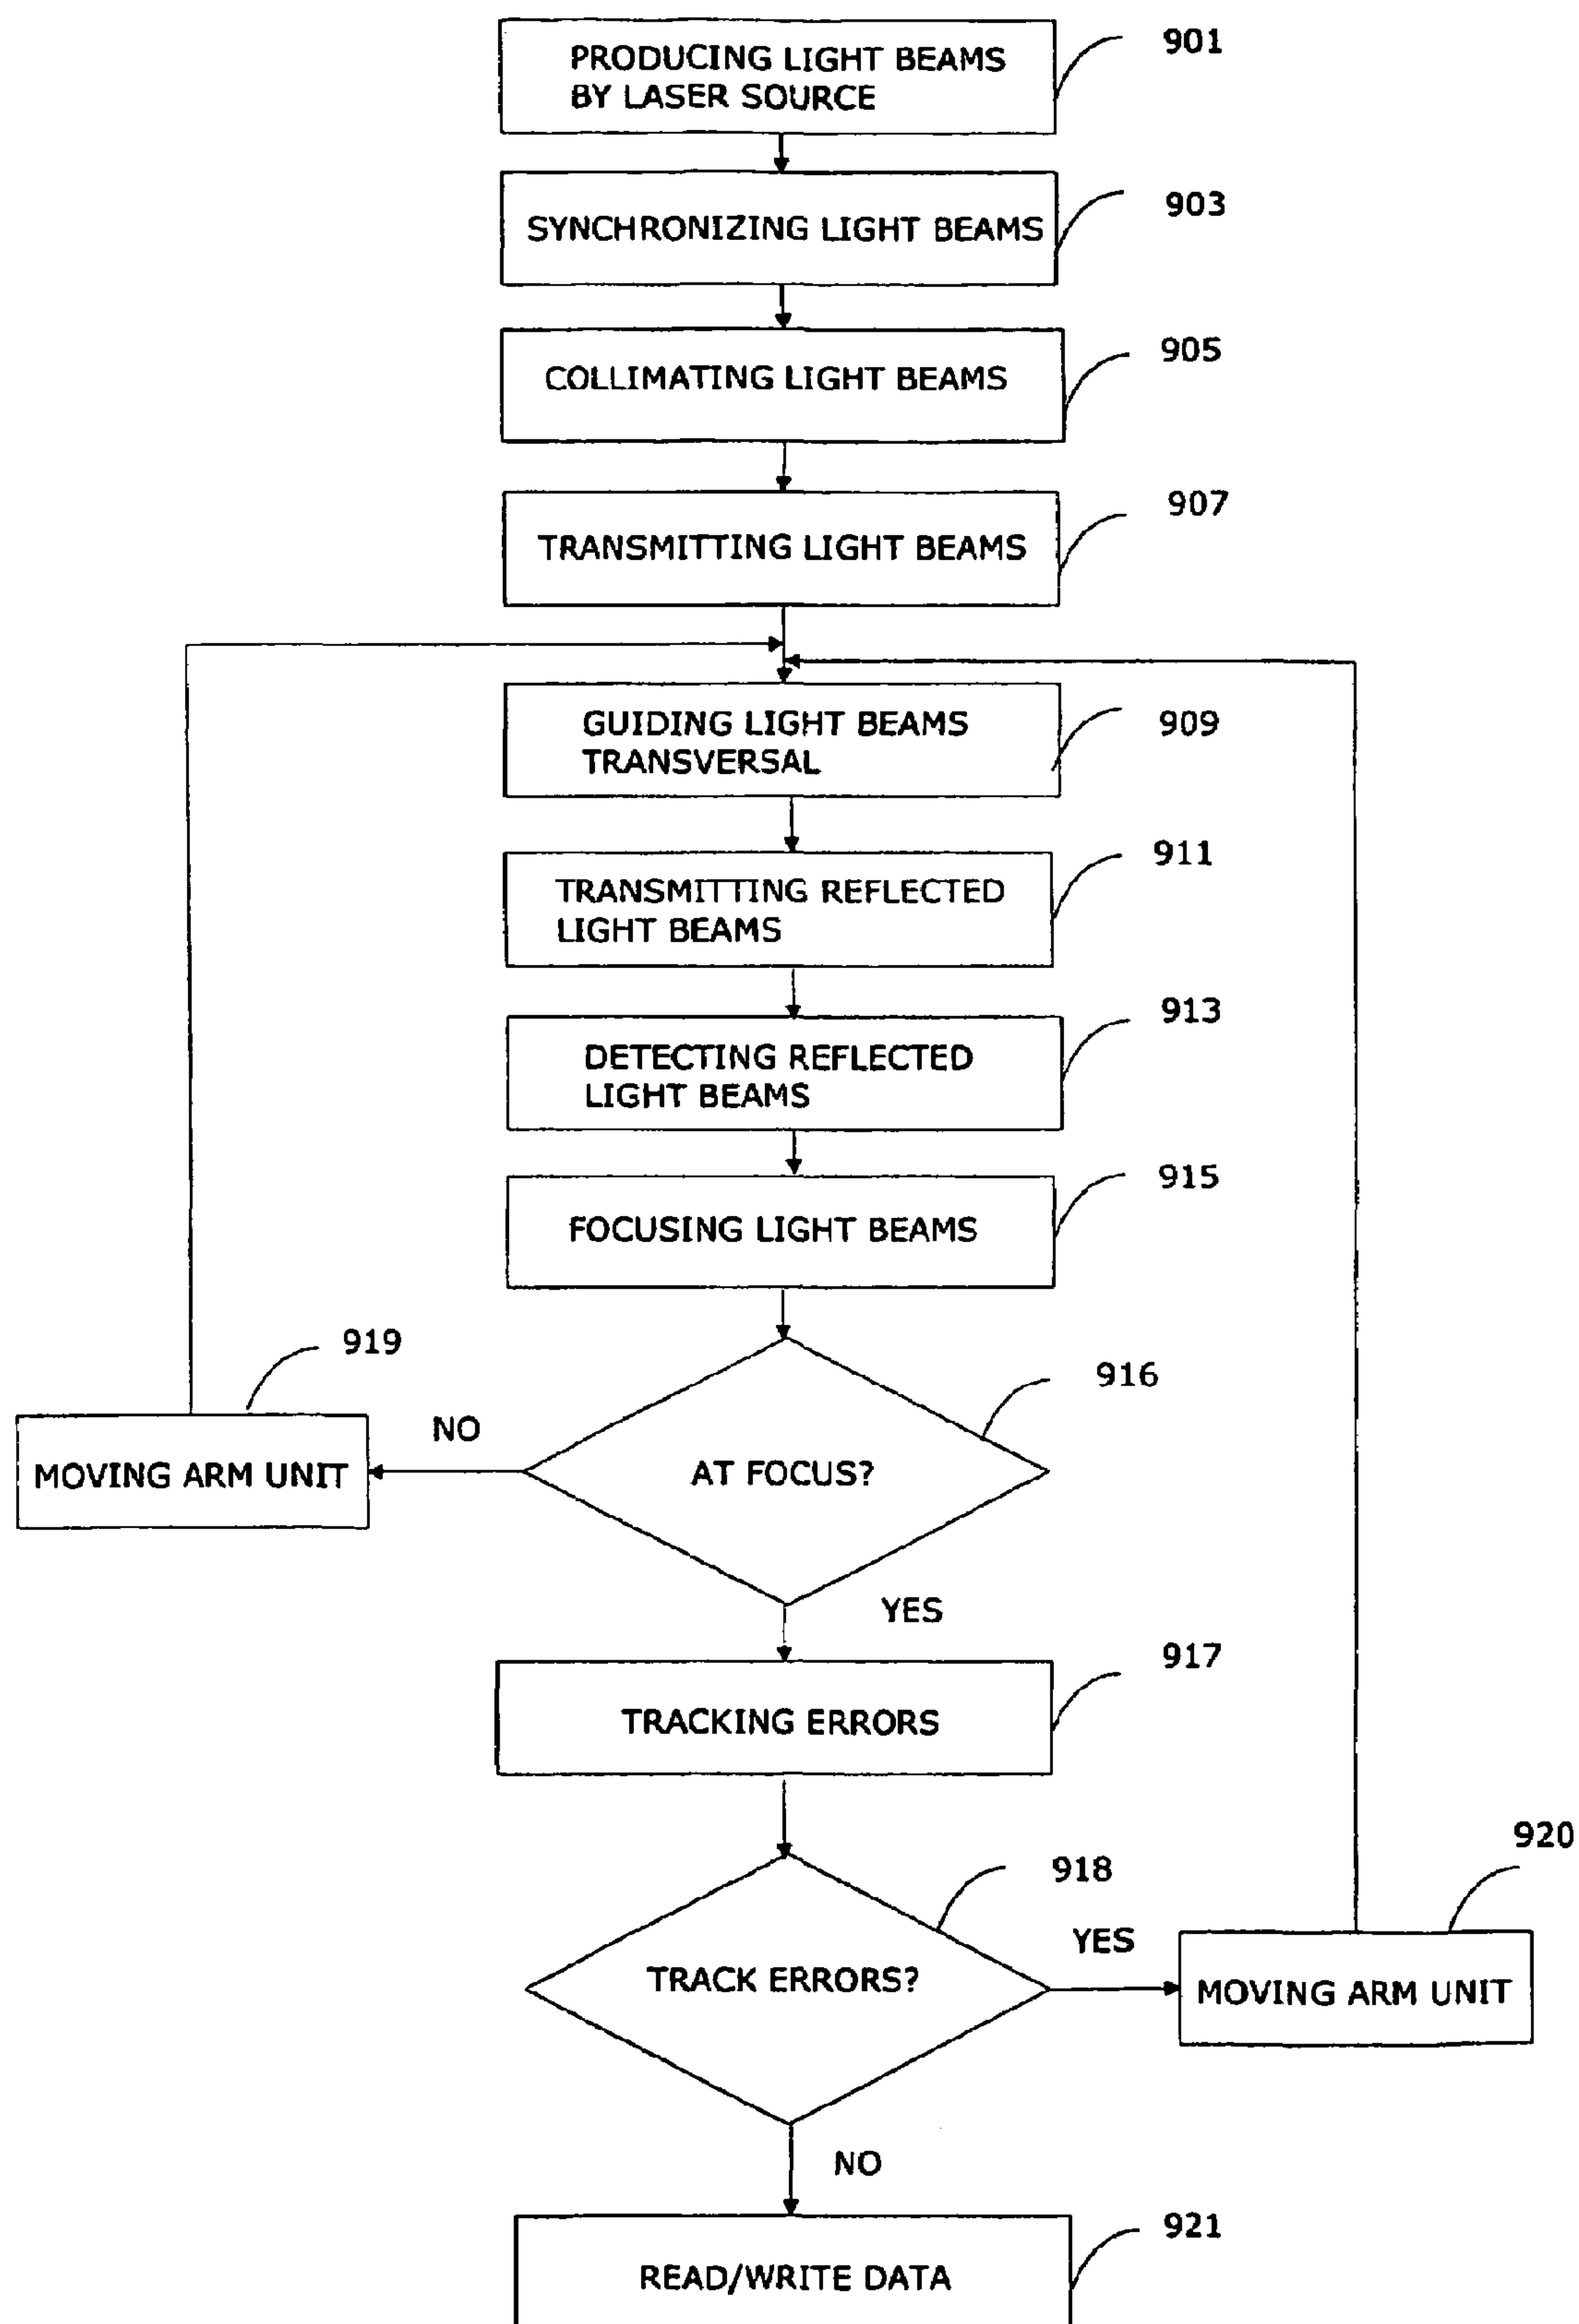 PRODUCING LIGHT BEAMS
BY LASER SOURCE
901
SYNCHRONIZING LIGHT BEAMS
903
COLLIMATING LIGHT BEAMS
905
TRANSMITTING LIGHT BEAMS
907
GUIDING LIGHT BEAMS
TRANSVERSAL
909
TRANSMITTING REFLECTED
LIGHT BEAMS
911
DETECTING REFLECTED
LIGHT BEAMS
913
FOCUSING LIGHT BEAMS
915
AT FOCUS?
916
NO
MOVING ARM UNIT
919
YES
TRACKING ERRORS
917
TRACK ERRORS?
918
YES
MOVING ARM UNIT
920
NO
READ/WRITE DATA
921